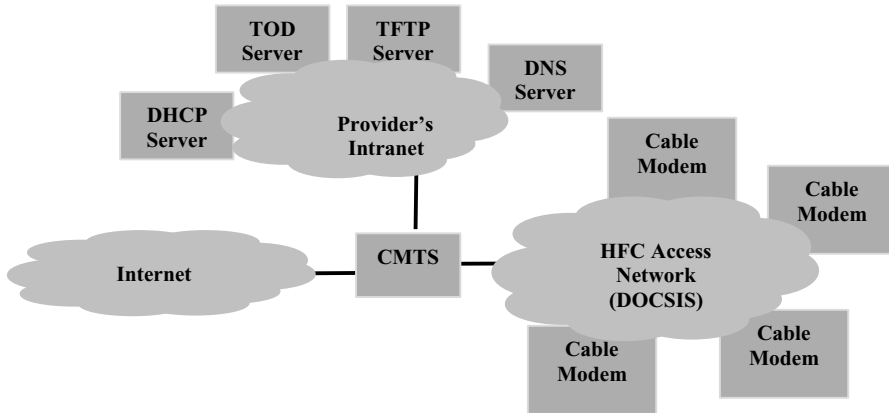 TOD
Server
TFTP
Server
DNS
Server
DHCP
Server
Provider's
Intranet
Cable
Modem
Cable
Modem
CMTS
HFC Access
Network
(DOCSIS)
Internet
Cable
Modem
Cable
Modem